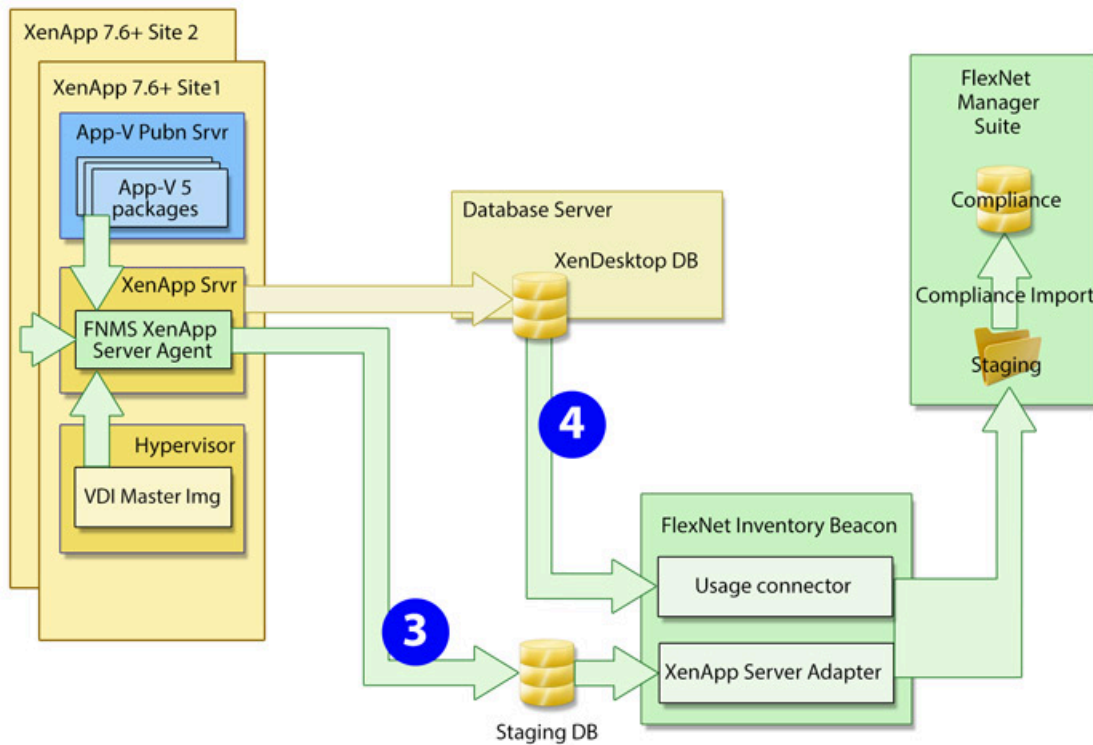 XenApp 7.6+ Site 2
XenApp 7.6+ Site1
App-V Pubn Srvr
App-V 5
packages
XenApp Srvr
FNMS XenApp
Server Agent
Hypervisor
VDI Master Img
Database Server
XenDesktop DB
4
3
Staging DB
FlexNet Inventory Beacon
Usage connector
XenApp Server Adapter
FlexNet
Manager
Suite
Compliance
Compliance Import
Staging